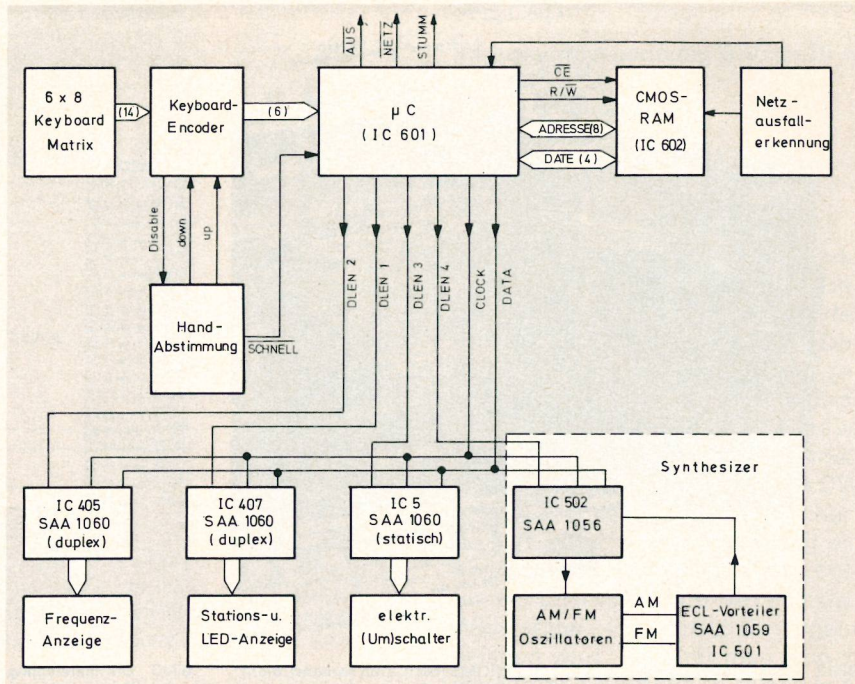 AUS
NETZ
STUMM
6 x 8
Keyboard
Matrix
(14)
Keyboard-
Encoder
(6)
µC
(IC 601)
CE
R/W
ADRESSE(8)
DATE (4)
CMOS-
RAM
(IC 602)
Netz-
ausfall-
erkennung
Disable
down
up
Hand-
Abstimmung
SCHNELL
DLEN 2
DLEN 1
DLEN 3
DLEN 4
CLOCK
DATA
Synthesizer
IC 405
SAA 1060
(duplex)
IC 407
SAA 1060
(duplex)
IC 5
SAA 1060
(statisch)
IC 502
SAA 1056
Frequenz-
Anzeige
Stations-u.
LED-Anzeige
elektr.
(Um)schalter
AM/FM
Oszillatoren
AM
FM
ECL-Vorteiler
SAA 1059
IC 501